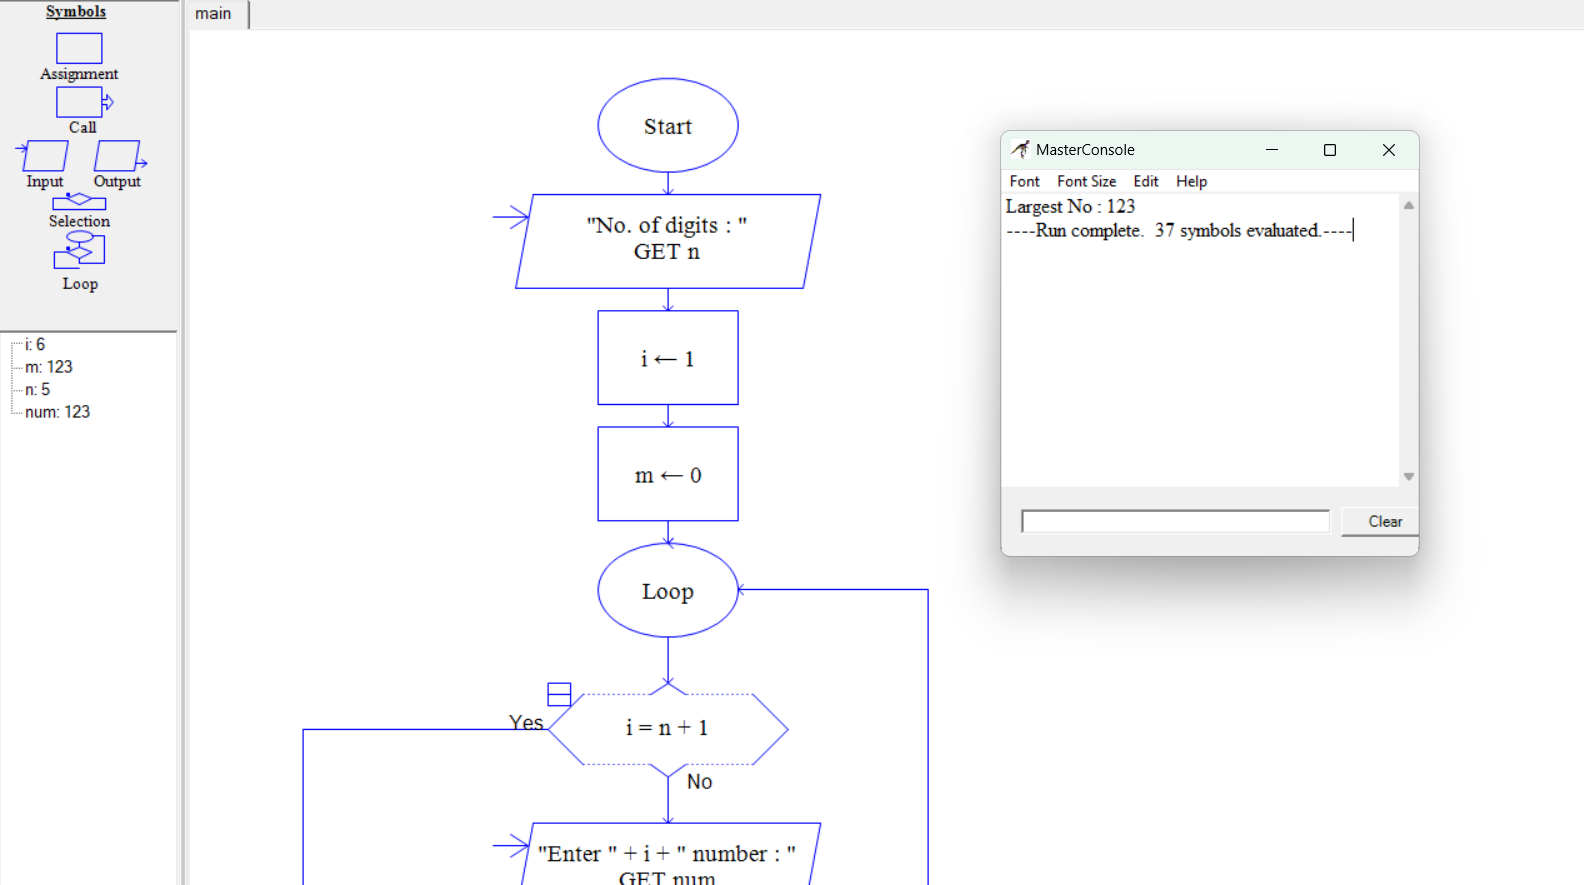 Symbols
Assignment
Call
Input
Output
Selection
Loop
i: 6
m: 123
n: 5
num: 123
main
Start
"No. of digits : "
GET n
i ← 1
m ← 0
Loop
Yes
i = n + 1
No
"Enter " + i + " number : "
GET num
MasterConsole
Font Font Size Edit Help
Largest No : 123
----Run complete.  37 symbols evaluated.----
Clear